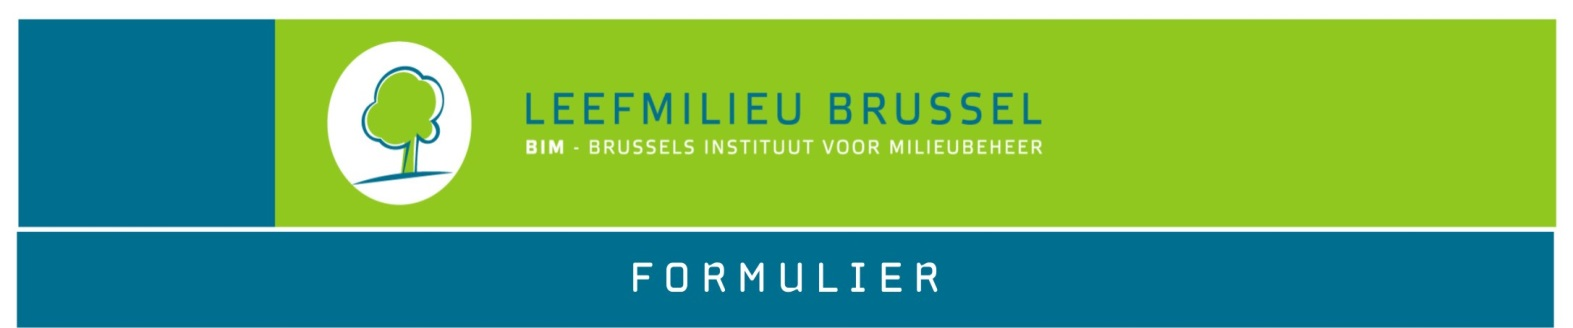 LEEFMILIEU BRUSSEL
BIM - BRUSSELS INSTITUUT VOOR MILIEUBEHEER
FORMULIER